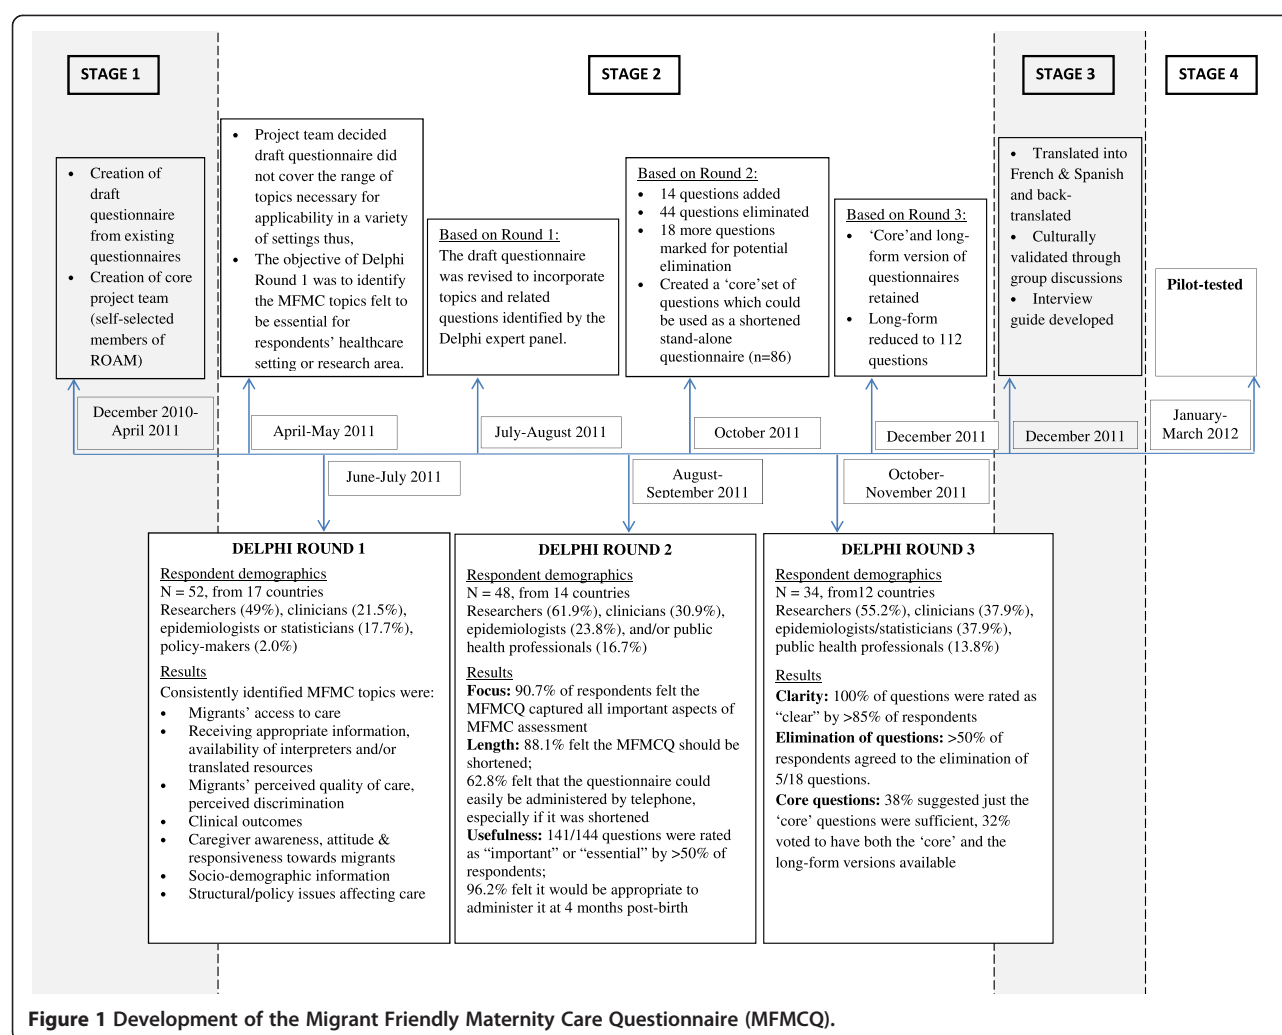 STAGE 1
STAGE 2
STAGE 3
STAGE 4
• Creation of
draft
questionnaire
from existing
questionnaires
• Creation of core
project team
(self-selected
members of
ROAM)
• Project team decided
draft questionnaire did
not cover the range of
topics necessary for
applicability in a variety
of settings thus,
• The objective of Delphi
Round 1 was to identify
the MFMC topics felt to
be essential for
respondents' healthcare
setting or research area.
Based on Round 1:
The draft questionnaire
was revised to incorporate
topics and related
questions identified by the
Delphi expert panel.
Based on Round 2:
• 14 questions added
• 44 questions eliminated
• 18 more questions
marked for potential
elimination
• Created a 'core'set of
questions which could
be used as a shortened
stand-alone
questionnaire (n=86)
Based on Round 3:
• 'Core'and long-
form version of
questionnaires
retained
• Long-form
reduced to 112
questions
• Translated into
French & Spanish
and back-
translated
• Culturally
validated through
group discussions
• Interview
guide developed
Pilot-tested
December 2010-
April 2011
April-May 2011
July-August 2011
October 2011
December 2011
December 2011
January-
March 2012
June-July 2011
August-
September 2011
October-
November 2011
DELPHI ROUND 1
Respondent demographics
N = 52, from 17 countries
Researchers (49%), clinicians (21.5%),
epidemiologists or statisticians (17.7%),
policy-makers (2.0%)
Results
Consistently identified MFMC topics were:
• Migrants' access to care
• Receiving appropriate information,
availability of interpreters and/or
translated resources
• Migrants' perceived quality of care,
perceived discrimination
• Clinical outcomes
• Caregiver awareness, attitude &
responsiveness towards migrants
• Socio-demographic information
• Structural/policy issues affecting care
DELPHI ROUND 2
Respondent demographics
N = 48, from 14 countries
Researchers (61.9%), clinicians (30.9%),
epidemiologists (23.8%), and/or public
health professionals (16.7%)
Results
Focus: 90.7% of respondents felt the
MFMCQ captured all important aspects of
MFMC assessment
Length: 88.1% felt the MFMCQ should be
shortened;
62.8% felt that the questionnaire could
easily be administered by telephone,
especially if it was shortened
Usefulness: 141/144 questions were rated
as "important" or "essential" by >50% of
respondents;
96.2% felt it would be appropriate to
administer it at 4 months post-birth
DELPHI ROUND 3
Respondent demographics
N = 34, from12 countries
Researchers (55.2%), clinicians (37.9%),
epidemiologists/statisticians (37.9%),
public health professionals (13.8%)
Results
Clarity: 100% of questions were rated as
"clear" by >85% of respondents
Elimination of questions: >50% of
respondents agreed to the elimination of
5/18 questions.
Core questions: 38% suggested just the
'core' questions were sufficient, 32%
voted to have both the 'core' and the
long-form versions available
Figure 1 Development of the Migrant Friendly Maternity Care Questionnaire (MFMCQ).